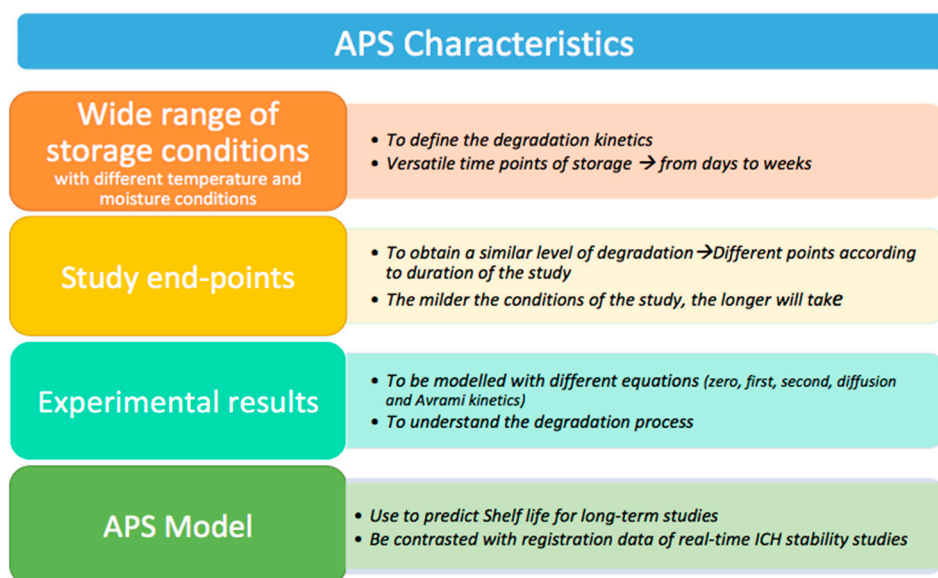 APS Characteristics
Wide range of
storage conditions
with different temperature and
moisture conditions
• To define the degradation kinetics
• Versatile time points of storage → from days to weeks
Study end-points
• To obtain a similar level of degradation→Different points according
to duration of the study
• The milder the conditions of the study, the longer will take
Experimental results
• To be modelled with different equations (zero, first, second, diffusion
and Avrami kinetics)
• To understand the degradation process
APS Model
• Use to predict Shelf life for long-term studies
• Be contrasted with registration data of real-time ICH stability studies